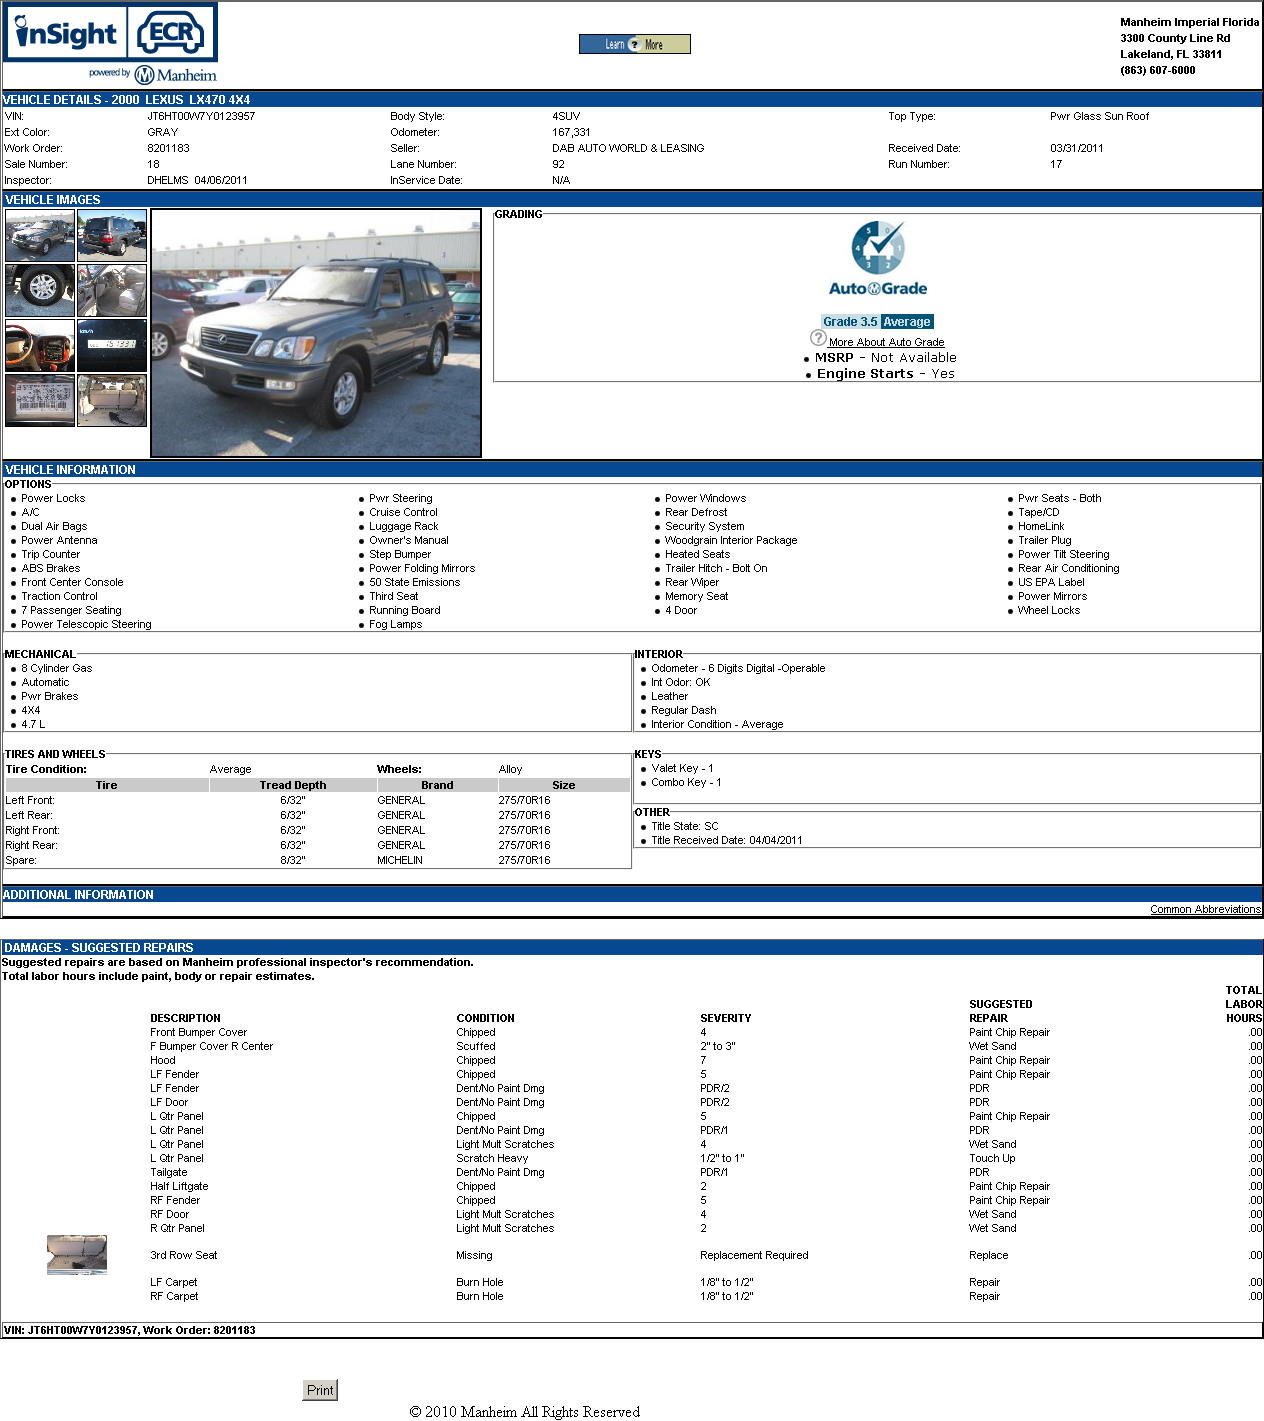 inSight ECR
powered by Manheim
Learn ? More
Manheim Imperial Florida
3300 County Line Rd
Lakeland, FL 33811
(863) 607-6000
VEHICLE DETAILS - 2000 LEXUS LX470 4X4
VIN: JT6HT00W7Y0123957 Body Style: 4SUV Top Type: Pwr Glass Sun Roof
Ext Color: GRAY Odometer: 167,331
Work Order: 8201183 Seller: DAB AUTO WORLD & LEASING Received Date: 03/31/2011
Sale Number: 18 Lane Number: 92 Run Number: 17
Inspector: DHELMS 04/06/2011 InService Date: N/A
VEHICLE IMAGES
GRADING
5 0 4 1 3 2
AutoGrade
Grade 3.5 Average
? More About Auto Grade
• MSRP - Not Available
• Engine Starts - Yes
VEHICLE INFORMATION
OPTIONS
• Power Locks • Pwr Steering • Power Windows • Pwr Seats - Both
• A/C • Cruise Control • Rear Defrost • Tape/CD
• Dual Air Bags • Luggage Rack • Security System • HomeLink
• Power Antenna • Owner's Manual • Woodgrain Interior Package • Trailer Plug
• Trip Counter • Step Bumper • Heated Seats • Power Tilt Steering
• ABS Brakes • Power Folding Mirrors • Trailer Hitch - Bolt On • Rear Air Conditioning
• Front Center Console • 50 State Emissions • Rear Wiper • US EPA Label
• Traction Control • Third Seat • Memory Seat • Power Mirrors
• 7 Passenger Seating • Running Board • 4 Door • Wheel Locks
• Power Telescopic Steering • Fog Lamps
MECHANICAL
• 8 Cylinder Gas
• Automatic
• Pwr Brakes
• 4X4
• 4.7 L
INTERIOR
• Odometer - 6 Digits Digital -Operable
• Int Odor: OK
• Leather
• Regular Dash
• Interior Condition - Average
TIRES AND WHEELS
Tire Condition: Average Wheels: Alloy
Tire Tread Depth Brand Size
Left Front: 6/32" GENERAL 275/70R16
Left Rear: 6/32" GENERAL 275/70R16
Right Front: 6/32" GENERAL 275/70R16
Right Rear: 6/32" GENERAL 275/70R16
Spare: 8/32" MICHELIN 275/70R16
KEYS
• Valet Key - 1
• Combo Key - 1
OTHER
• Title State: SC
• Title Received Date: 04/04/2011
ADDITIONAL INFORMATION
Common Abbreviations
DAMAGES - SUGGESTED REPAIRS
Suggested repairs are based on Manheim professional inspector's recommendation.
Total labor hours include paint, body or repair estimates.
DESCRIPTION CONDITION SEVERITY SUGGESTED REPAIR TOTAL LABOR HOURS
Front Bumper Cover Chipped 4 Paint Chip Repair .00
F Bumper Cover R Center Scuffed 2" to 3" Wet Sand .00
Hood Chipped 7 Paint Chip Repair .00
LF Fender Chipped 5 Paint Chip Repair .00
LF Fender Dent/No Paint Dmg PDR/2 PDR .00
LF Door Dent/No Paint Dmg PDR/2 PDR .00
L Qtr Panel Chipped 5 Paint Chip Repair .00
L Qtr Panel Dent/No Paint Dmg PDR/1 PDR .00
L Qtr Panel Light Mult Scratches 4 Wet Sand .00
L Qtr Panel Scratch Heavy 1/2" to 1" Touch Up .00
Tailgate Dent/No Paint Dmg PDR/1 PDR .00
Half Liftgate Chipped 2 Paint Chip Repair .00
RF Fender Chipped 5 Paint Chip Repair .00
RF Door Light Mult Scratches 4 Wet Sand .00
R Qtr Panel Light Mult Scratches 2 Wet Sand .00
3rd Row Seat Missing Replacement Required Replace .00
LF Carpet Burn Hole 1/8" to 1/2" Repair .00
RF Carpet Burn Hole 1/8" to 1/2" Repair .00
VIN: JT6HT00W7Y0123957, Work Order: 8201183
Print
© 2010 Manheim All Rights Reserved